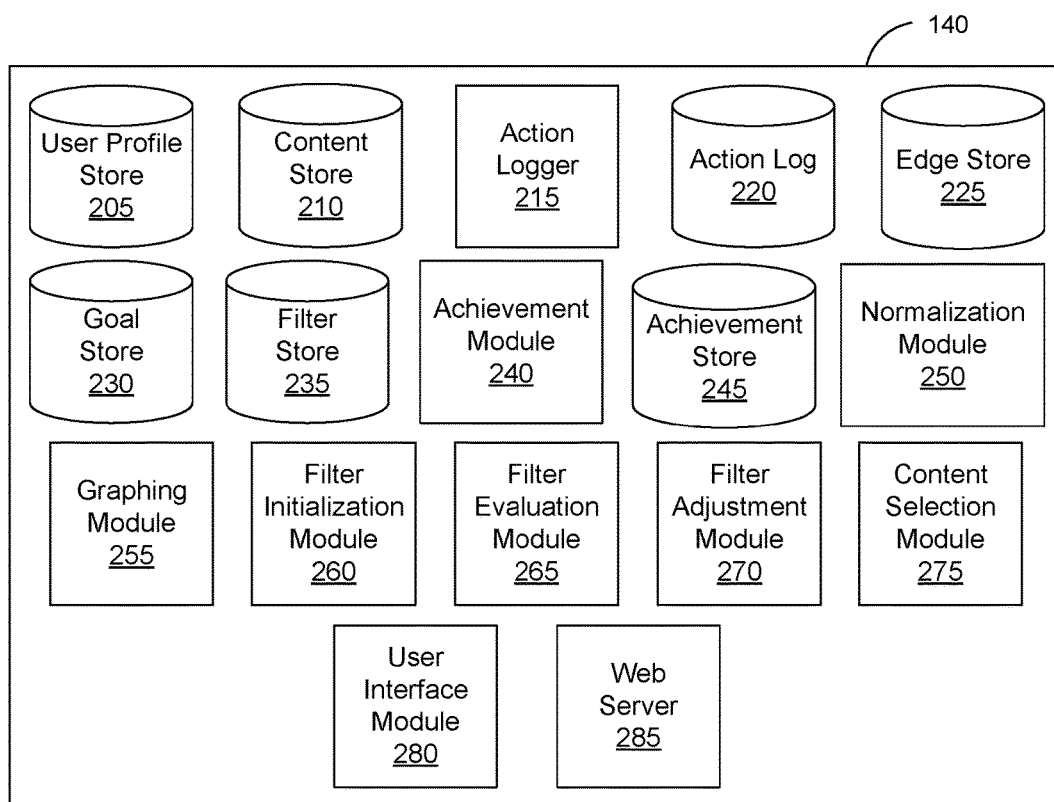 140
User Profile
Store
205
Content
Store
210
Action
Logger
215
Action Log
220
Edge Store
225
Goal
Store
230
Filter
Store
235
Achievement
Module
240
Achievement
Store
245
Normalization
Module
250
Graphing
Module
255
Filter
Initialization
Module
260
Filter
Evaluation
Module
265
Filter
Adjustment
Module
270
Content
Selection
Module
275
User
Interface
Module
280
Web
Server
285